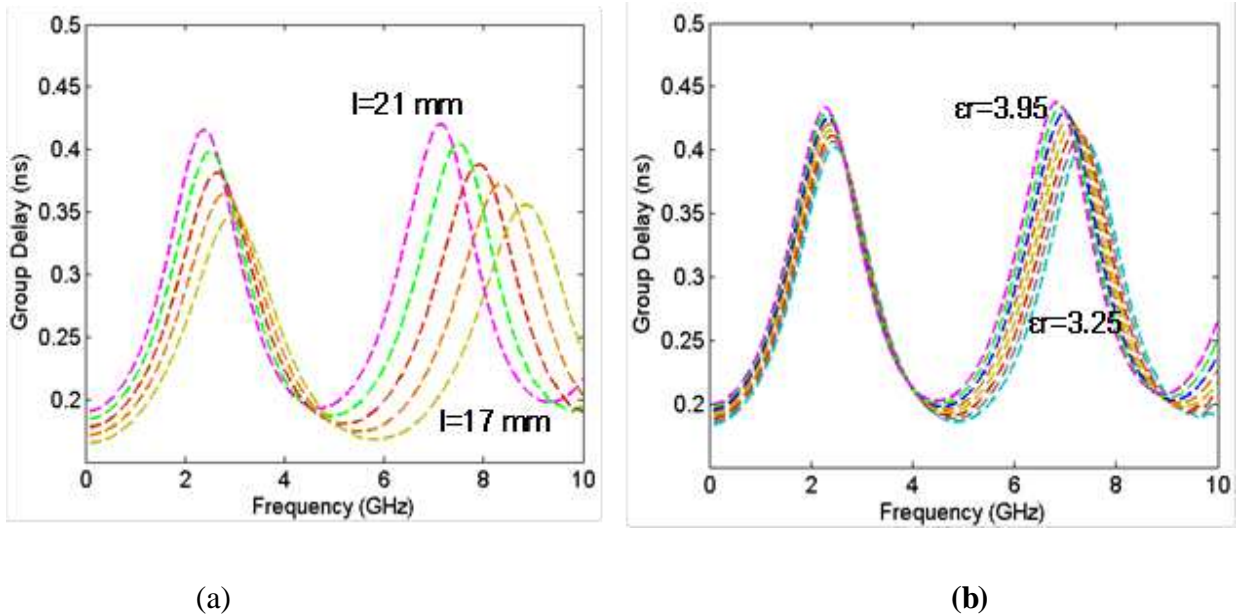 0.5
0.45
0.4
0.35
0.3
0.25
0.2
Group Delay (ns)
l=21 mm
l=17 mm
0 2 4 6 8 10
Frequency (GHz)
(a)
0.5
0.45
0.4
0.35
0.3
0.25
0.2
Group Delay (ns)
εr=3.95
εr=3.25
0 2 4 6 8 10
Frequency (GHz)
(b)